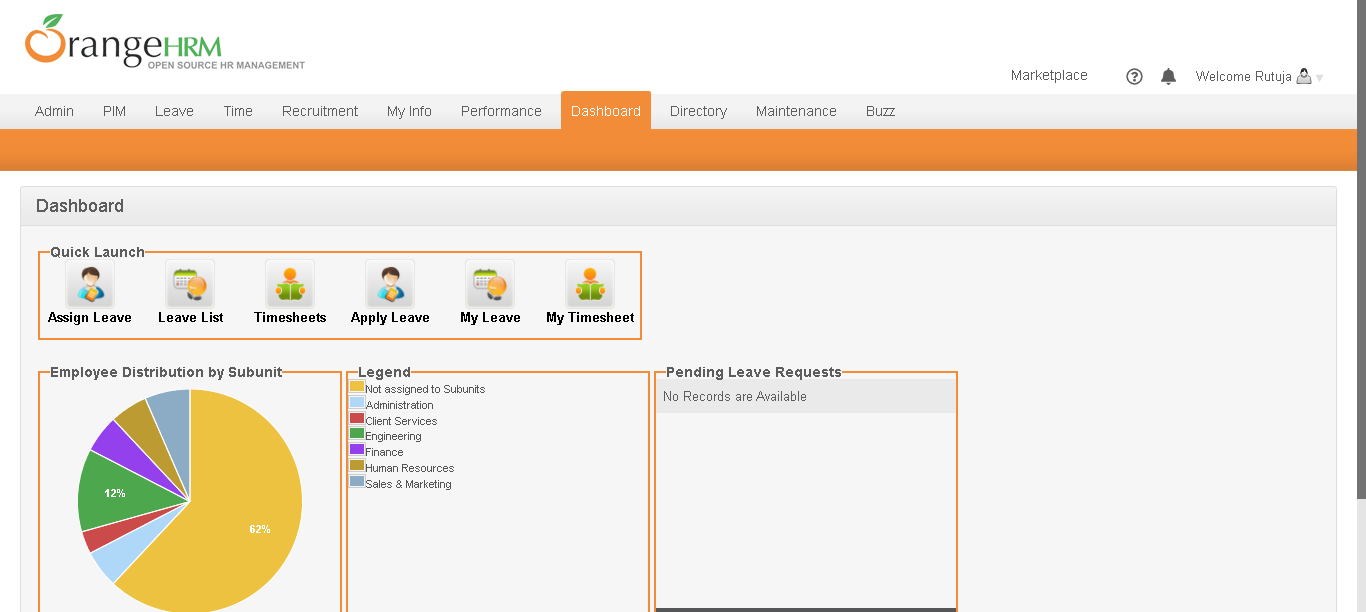 OrangeHRM
OPEN SOURCE HR MANAGEMENT
Marketplace ? Welcome Rutuja
Admin PIM Leave Time Recruitment My Info Performance Dashboard Directory Maintenance Buzz
Dashboard
Quick Launch
Assign Leave Leave List Timesheets Apply Leave My Leave My Timesheet
Employee Distribution by Subunit
12%
62%
Legend
Not assigned to Subunits
Administration
Client Services
Engineering
Finance
Human Resources
Sales & Marketing
Pending Leave Requests
No Records are Available